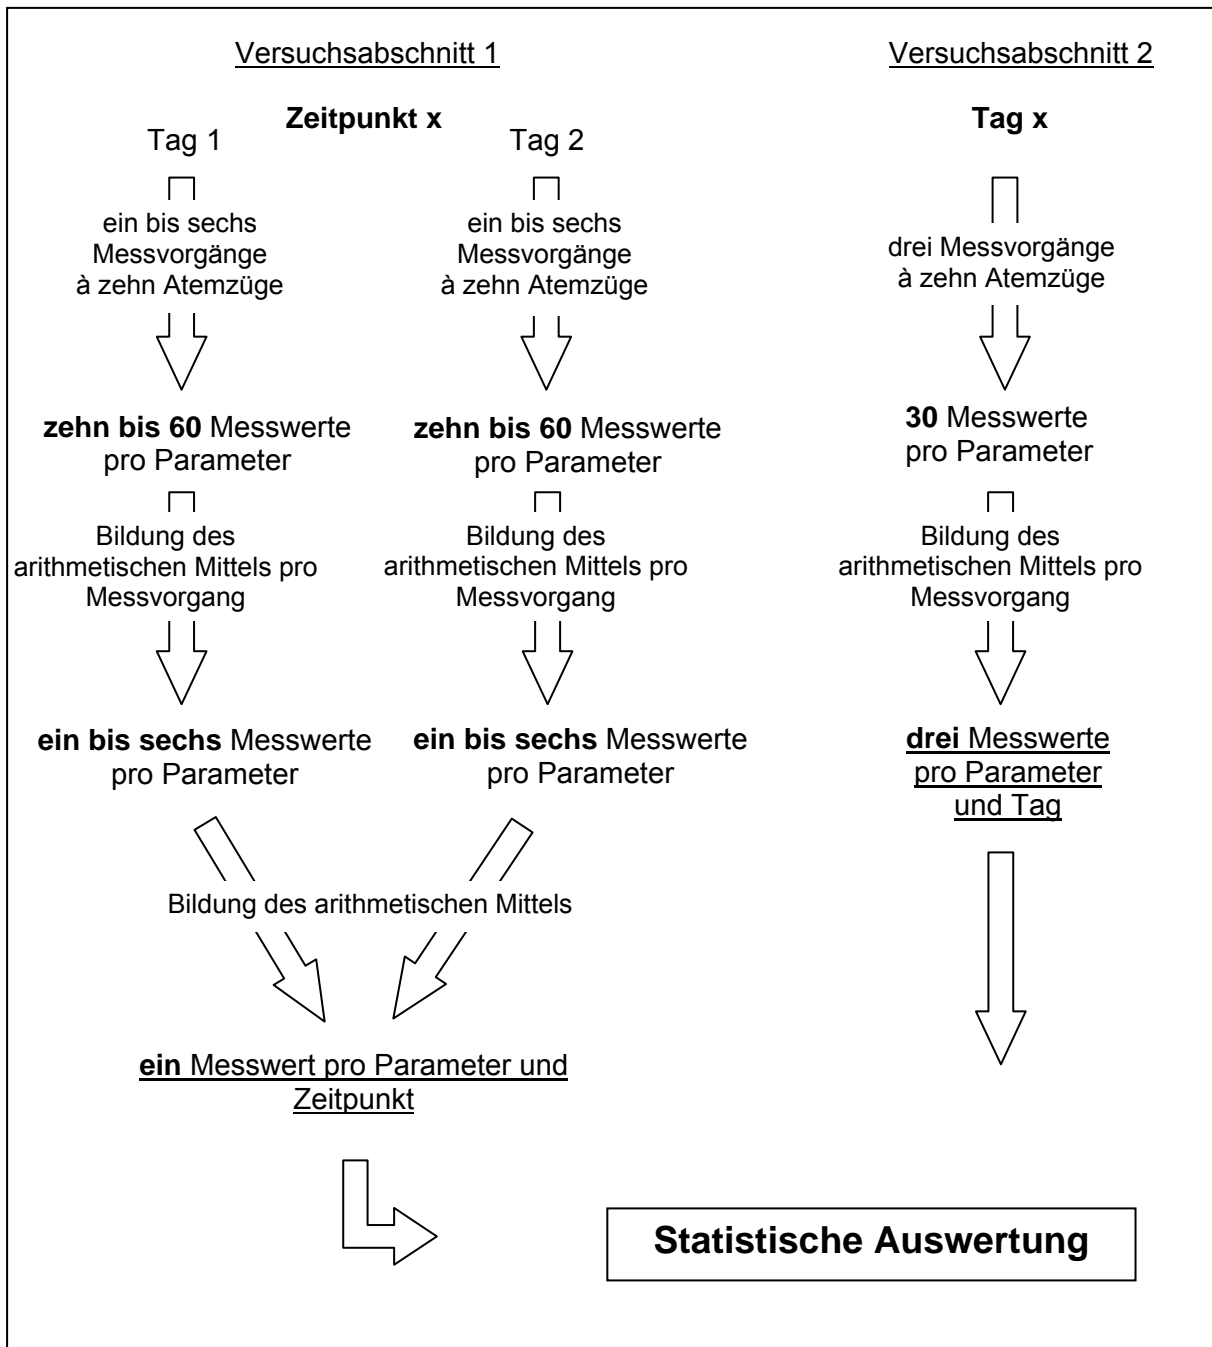 Versuchsabschnitt 1
Zeitpunkt x
Tag 1
ein bis sechs
Messvorgänge
à zehn Atemzüge
zehn bis 60 Messwerte
pro Parameter
Bildung des
arithmetischen Mittels pro
Messvorgang
ein bis sechs Messwerte
pro Parameter
Tag 2
ein bis sechs
Messvorgänge
à zehn Atemzüge
zehn bis 60 Messwerte
pro Parameter
Bildung des
arithmetischen Mittels pro
Messvorgang
ein bis sechs Messwerte
pro Parameter
Bildung des arithmetischen Mittels
ein Messwert pro Parameter und
Zeitpunkt
Versuchsabschnitt 2
Tag x
drei Messvorgänge
à zehn Atemzüge
30 Messwerte
pro Parameter
Bildung des
arithmetischen Mittels pro
Messvorgang
drei Messwerte
pro Parameter
und Tag
Statistische Auswertung